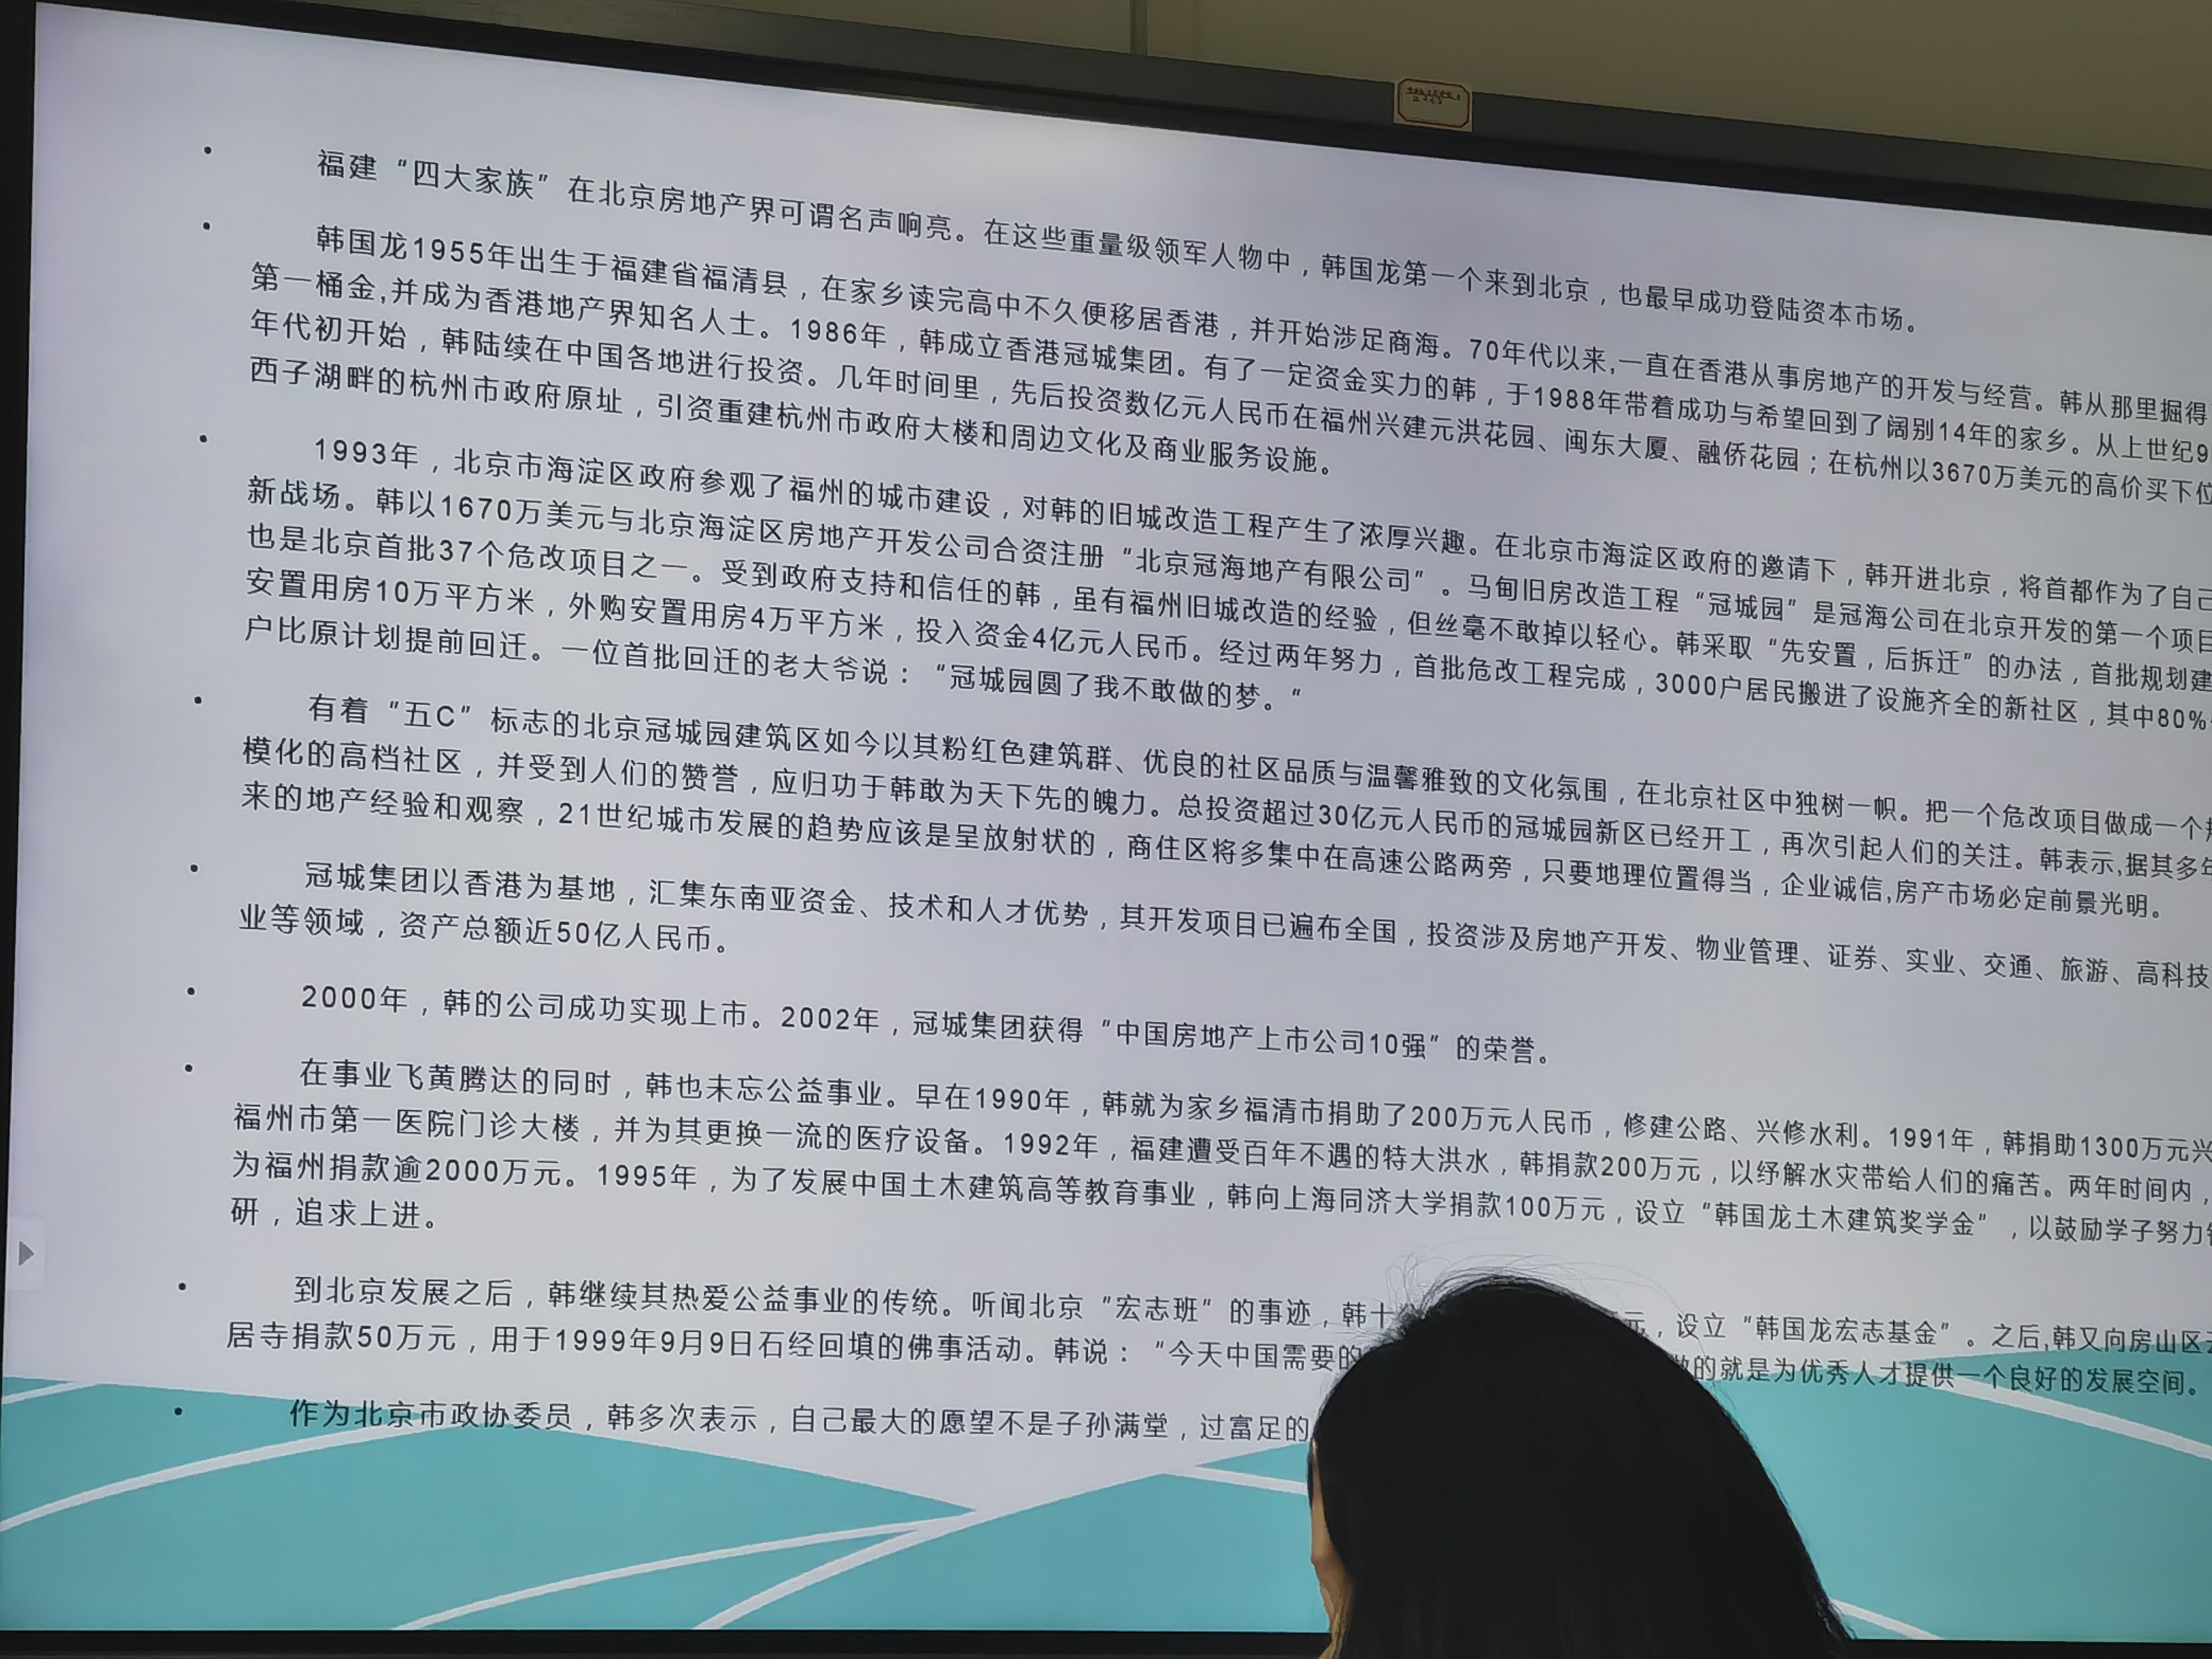 福建“四大家族”在北京房地产界可谓名声响亮。在这些重量级领军人物中，韩国龙第一个来到北京，也最早成功登陆资本市场。
韩国龙1955年出生于福建省福清县，在家乡读完高中不久便移居香港，并开始涉足商海。70年代以来,一直在香港从事房地产的开发与经营。韩从那里掘得
第一桶金,并成为香港地产界知名人士。1986年，韩成立香港冠城集团。有了一定资金实力的韩，于1988年带着成功与希望回到了阔别14年的家乡。从上世纪9
年代初开始，韩陆续在中国各地进行投资。几年时间里，先后投资数亿元人民币在福州兴建元洪花园、闽东大厦、融侨花园；在杭州以3670万美元的高价买下位
西子湖畔的杭州市政府原址，引资重建杭州市政府大楼和周边文化及商业服务设施。
1993年，北京市海淀区政府参观了福州的城市建设，对韩的旧城改造工程产生了浓厚兴趣。在北京市海淀区政府的邀请下，韩开进北京，将首都作为了自己
新战场。韩以1670万美元与北京海淀区房地产开发公司合资注册“北京冠海地产有限公司”。马甸旧房改造工程“冠城园”是冠海公司在北京开发的第一个项目
也是北京首批37个危改项目之一。受到政府支持和信任的韩，虽有福州旧城改造的经验，但丝毫不敢掉以轻心。韩采取“先安置，后拆迁”的办法，首批规划建
安置用房10万平方米，外购安置用房4万平方米，投入资金4亿元人民币。经过两年努力，首批危改工程完成，3000户居民搬进了设施齐全的新社区，其中80%
户比原计划提前回迁。一位首批回迁的老大爷说：“冠城园圆了我不敢做的梦。“
有着“五C”标志的北京冠城园建筑区如今以其粉红色建筑群、优良的社区品质与温馨雅致的文化氛围，在北京社区中独树一帜。把一个危改项目做成一个
模化的高档社区，并受到人们的赞誉，应归功于韩敢为天下先的魄力。总投资超过30亿元人民币的冠城园新区已经开工，再次引起人们的关注。韩表示,据其多年
来的地产经验和观察，21世纪城市发展的趋势应该是呈放射状的，商住区将多集中在高速公路两旁，只要地理位置得当，企业诚信,房产市场必定前景光明。
冠城集团以香港为基地，汇集东南亚资金、技术和人才优势，其开发项目已遍布全国，投资涉及房地产开发、物业管理、证券、实业、交通、旅游、高科技
业等领域，资产总额近50亿人民币。
2000年，韩的公司成功实现上市。2002年，冠城集团获得“中国房地产上市公司10强”的荣誉。
在事业飞黄腾达的同时，韩也未忘公益事业。早在1990年，韩就为家乡福清市捐助了200万元人民币，修建公路、兴修水利。1991年，韩捐助1300万元兴
福州市第一医院门诊大楼，并为其更换一流的医疗设备。1992年，福建遭受百年不遇的特大洪水，韩捐款200万元，以纾解水灾带给人们的痛苦。两年时间内，
为福州捐款逾2000万元。1995年，为了发展中国土木建筑高等教育事业，韩向上海同济大学捐款100万元，设立“韩国龙土木建筑奖学金”，以鼓励学子努力
研，追求上进。
到北京发展之后，韩继续其热爱公益事业的传统。听闻北京“宏志班”的事迹，韩十 元，设立“韩国龙宏志基金”。之后,韩又向房山区
居寺捐款50万元，用于1999年9月9日石经回填的佛事活动。韩说：“今天中国需要的 做的就是为优秀人才提供一个良好的发展空间。
作为北京市政协委员，韩多次表示，自己最大的愿望不是子孙满堂，过富足的